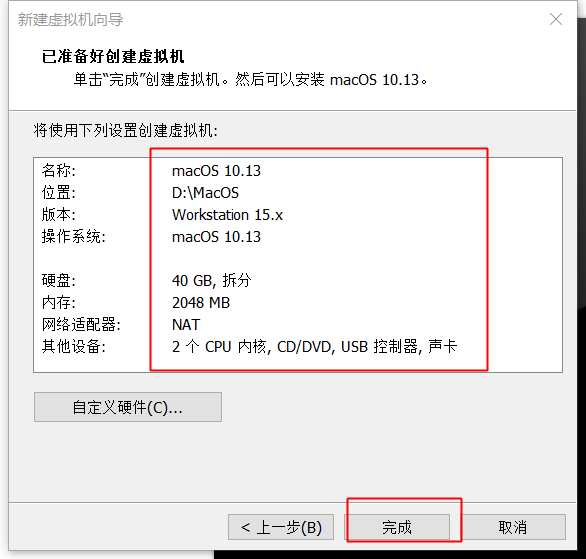 新建虚拟机向导
已准备好创建虚拟机
单击“完成”创建虚拟机。然后可以安装 macOS 10.13。
将使用下列设置创建虚拟机:
名称: macOS 10.13
位置: D:\MacOS
版本: Workstation 15.x
操作系统: macOS 10.13
硬盘: 40 GB, 拆分
内存: 2048 MB
网络适配器: NAT
其他设备: 2 个 CPU 内核, CD/DVD, USB 控制器, 声卡
自定义硬件(C)...
< 上一步(B) 完成 取消